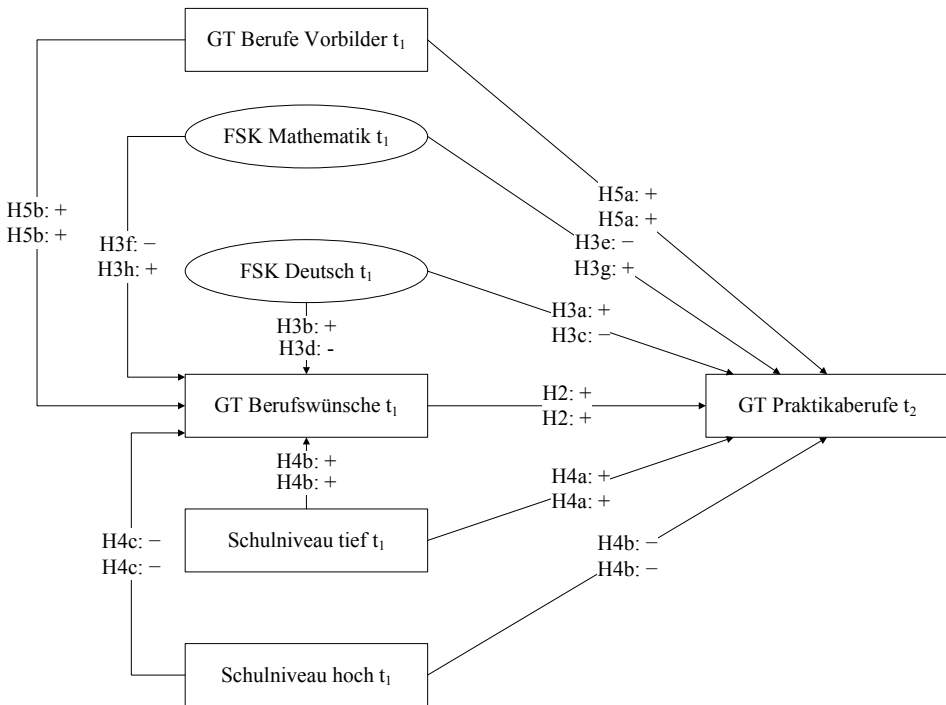 GT Berufe Vorbilder t₁
FSK Mathematik t₁
H5a: +
H5a: +
H5b: +
H5b: +
H3f: −
H3h: +
H3e: −
H3g: +
FSK Deutsch t₁
H3a: +
H3c: −
H3b: +
H3d: -
GT Berufswünsche t₁
H2: +
H2: +
GT Praktikaberufe t₂
H4b: +
H4b: +
H4a: +
H4a: +
Schulniveau tief t₁
H4c: −
H4c: −
H4b: −
H4b: −
Schulniveau hoch t₁